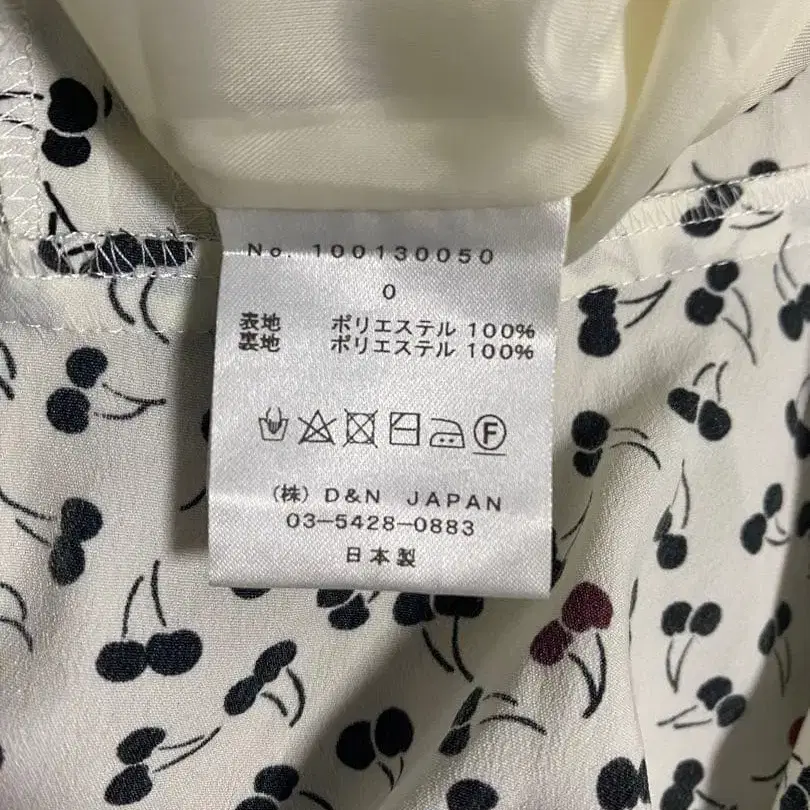 No. 100130050
0
表地 ポリエステル 100%
裏地 ポリエステル 100%
F
(株) D&N JAPAN
03-5428-0883
日本製